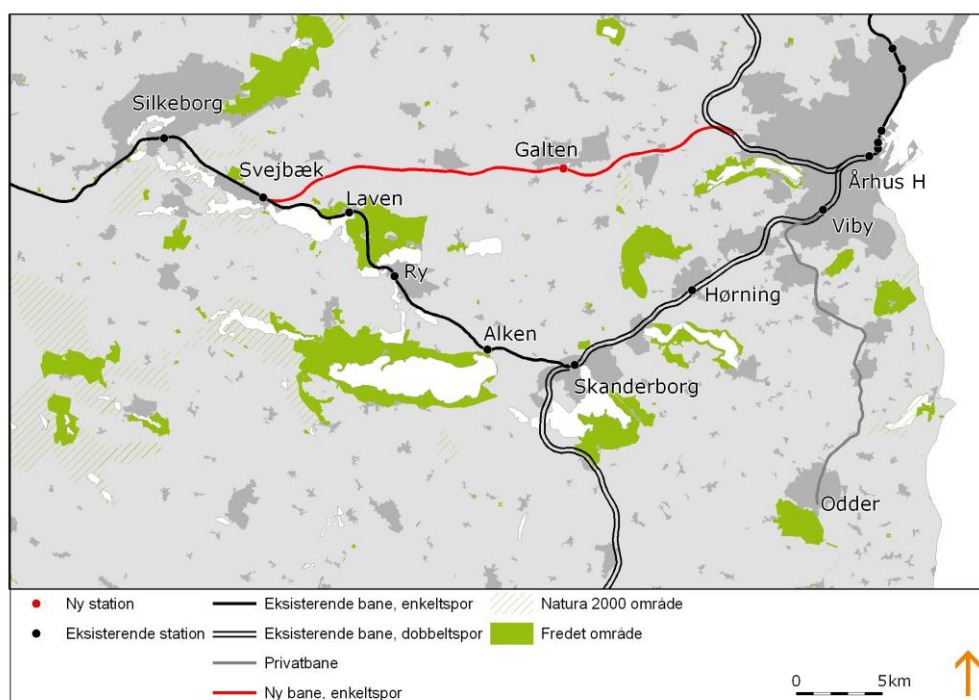 Silkeborg
Svejbæk
Galten
Laven
Århus H
Viby
Ry
Hørning
Alken
Skanderborg
Odder
Ny station
Eksisterende station
Eksisterende bane, enkeltspor
Eksisterende bane, dobbeltspor
Privatbane
Ny bane, enkeltspor
Natura 2000 område
Fredet område
0 5km